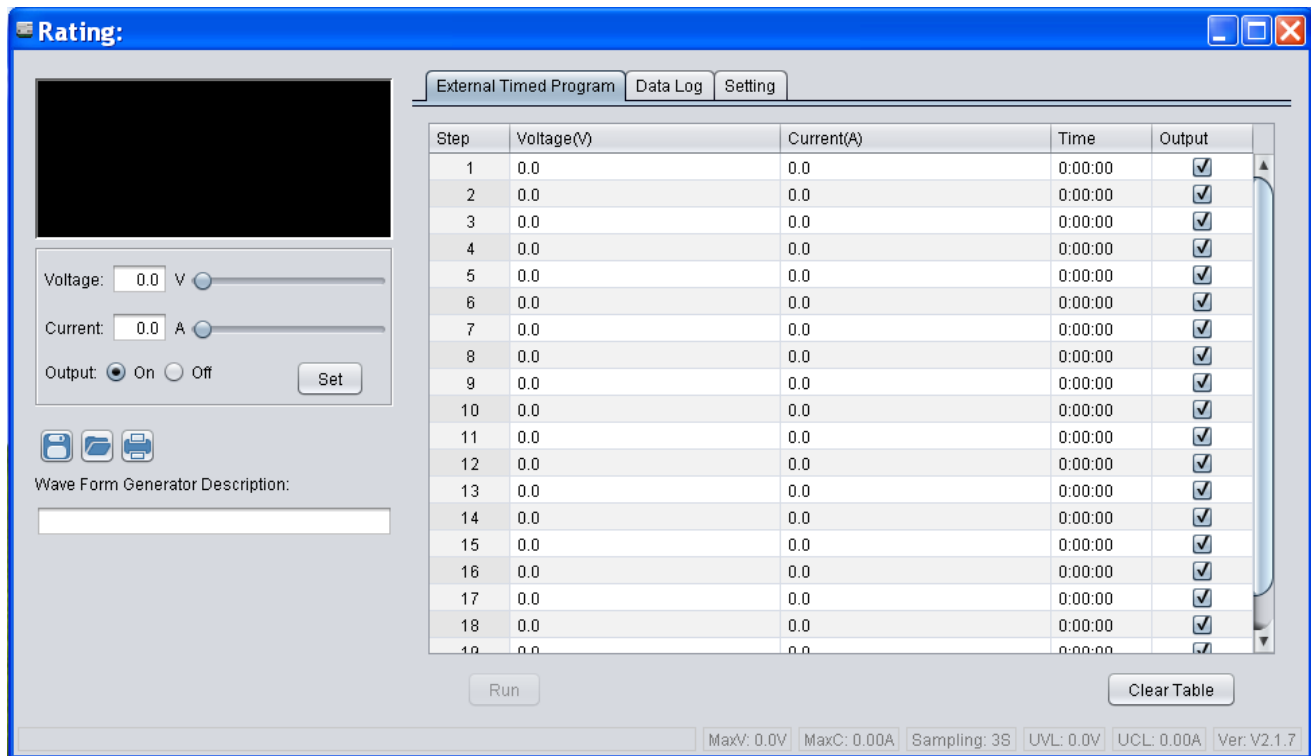 Rating:
External Timed Program Data Log Setting
Step Voltage(V) Current(A) Time Output
1 0.0 0.0 0:00:00
2 0.0 0.0 0:00:00
3 0.0 0.0 0:00:00
4 0.0 0.0 0:00:00
5 0.0 0.0 0:00:00
6 0.0 0.0 0:00:00
7 0.0 0.0 0:00:00
8 0.0 0.0 0:00:00
9 0.0 0.0 0:00:00
10 0.0 0.0 0:00:00
11 0.0 0.0 0:00:00
12 0.0 0.0 0:00:00
13 0.0 0.0 0:00:00
14 0.0 0.0 0:00:00
15 0.0 0.0 0:00:00
16 0.0 0.0 0:00:00
17 0.0 0.0 0:00:00
18 0.0 0.0 0:00:00
19 0.0 0.0 0:00:00
Voltage: 0.0 V
Current: 0.0 A
Output: On Off Set
Wave Form Generator Description:
Run Clear Table
MaxV: 0.0V MaxC: 0.00A Sampling: 3S UVL: 0.0V UCL: 0.00A Ver: V2.1.7